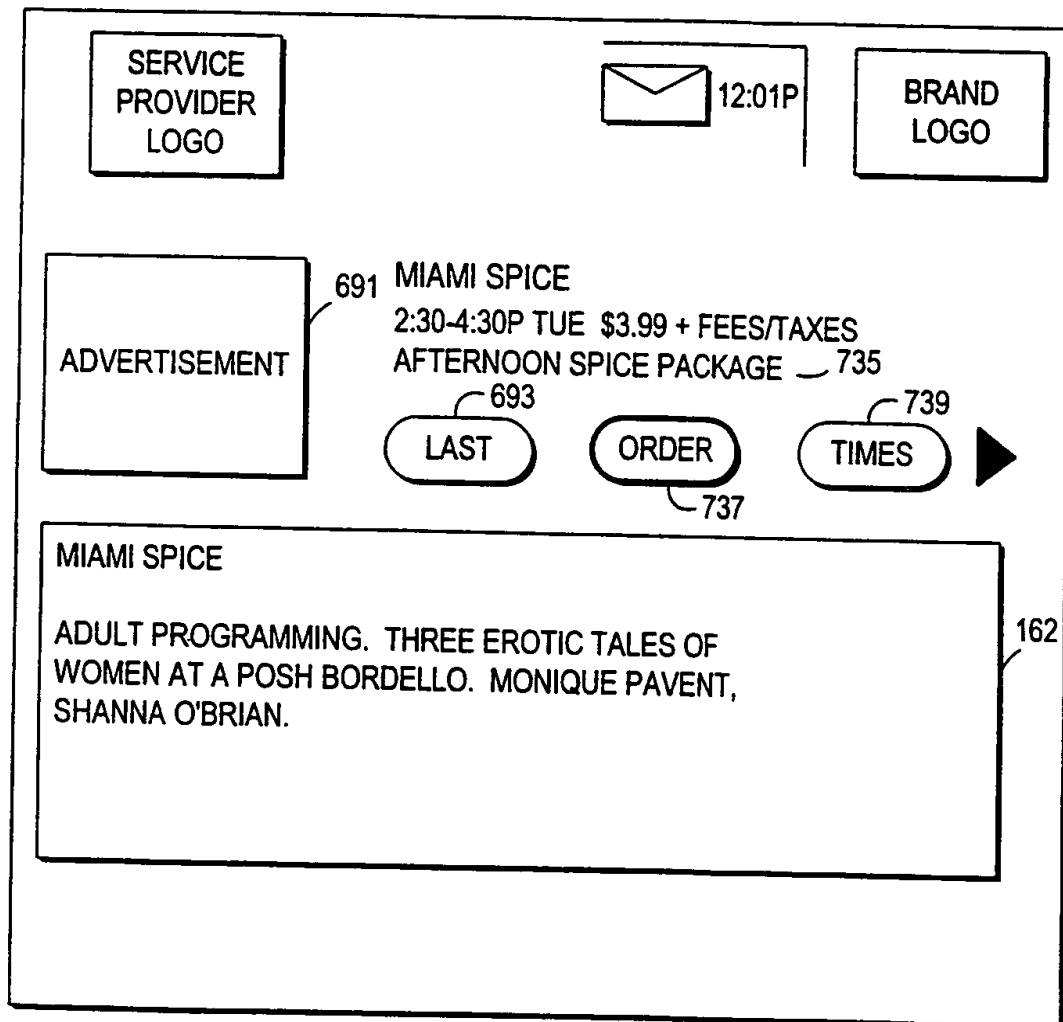 SERVICE
PROVIDER
LOGO
12:01P
BRAND
LOGO
ADVERTISEMENT
691
MIAMI SPICE
2:30-4:30P TUE $3.99 + FEES/TAXES
AFTERNOON SPICE PACKAGE
735
693
739
LAST
ORDER
TIMES
737
MIAMI SPICE
ADULT PROGRAMMING. THREE EROTIC TALES OF
WOMEN AT A POSH BORDELLO. MONIQUE PAVENT,
SHANNA O'BRIAN.
162